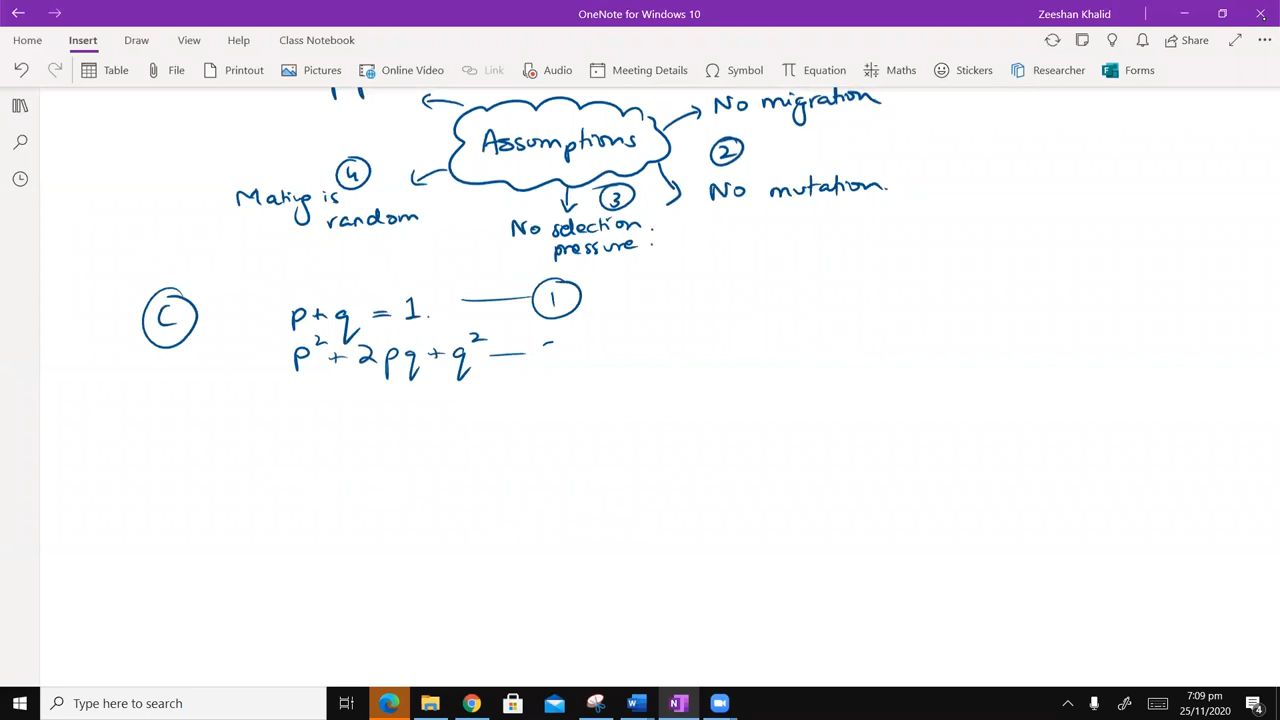 OneNote for Windows 10
Zeeshan Khalid
Home Insert Draw View Help Class Notebook
Share
Table File Printout Pictures Online Video Link Audio Meeting Details Symbol Equation Maths Stickers Researcher Forms
No migration
Assumptions
2
4
No mutation.
Mating is
random
3
No selection.
pressure.
C
p+q = 1.
1
p²+2pq+q² —
Type here to search
7:09 pm
25/11/2020
4